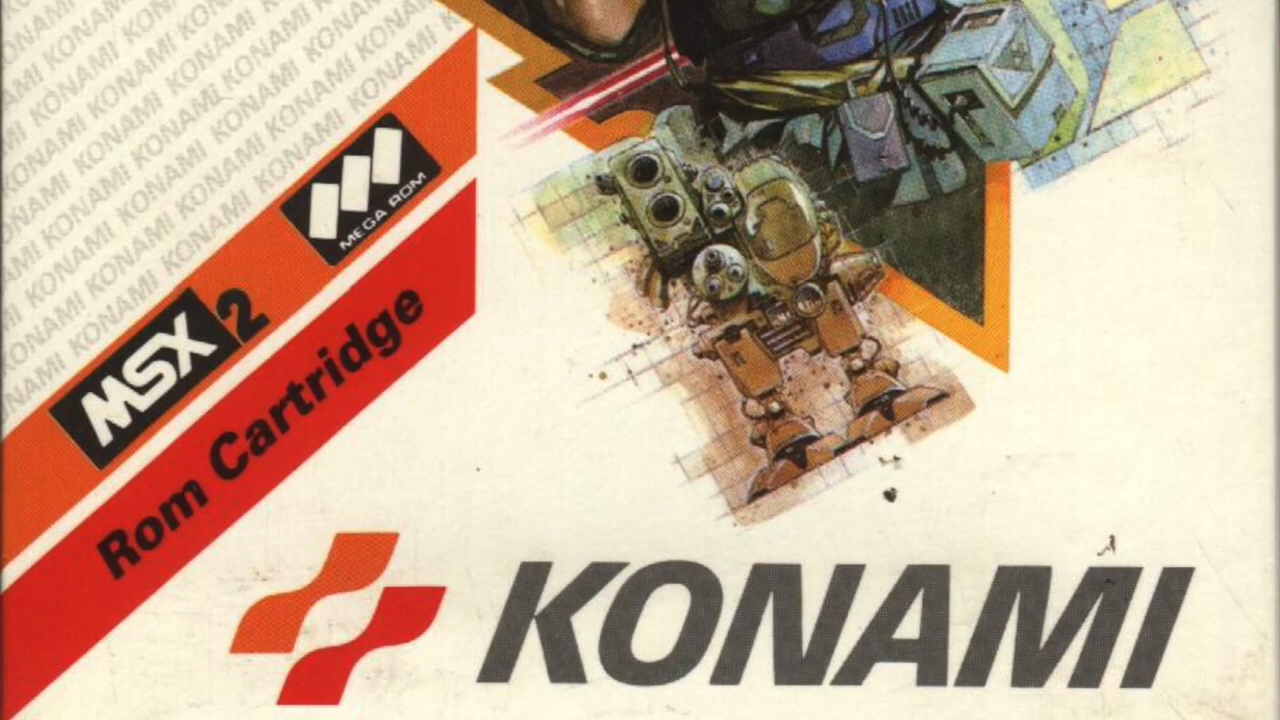 KONAMI KONAMI KONAMI KONAMI
MEGA ROM
MSX 2
Rom Cartridge
KONAMI